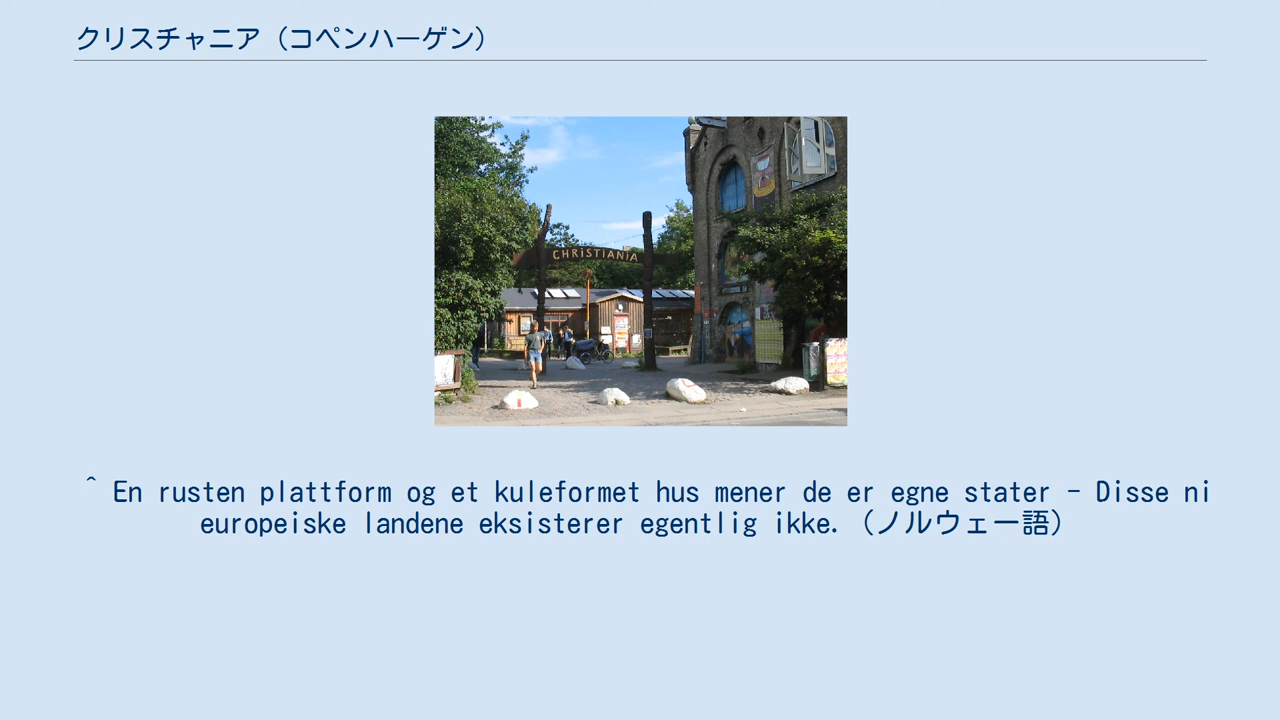 クリスチャニア（コペンハーゲン）
CHRISTIANIA
^ En rusten plattform og et kuleformet hus mener de er egne stater - Disse ni
europeiske landene eksisterer egentlig ikke.（ノルウェー語）